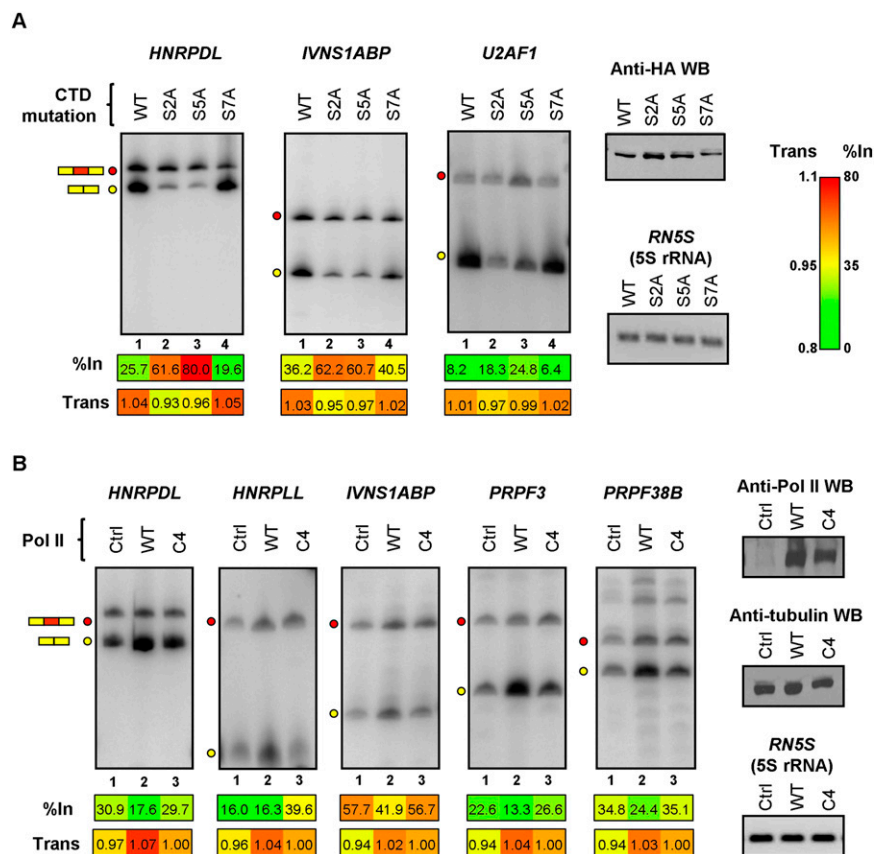 A
HNRPDL IVNS1ABP U2AF1
CTD mutation
WT S2A S5A S7A
WT S2A S5A S7A
WT S2A S5A S7A
Anti-HA WB
WT S2A S5A S7A
RN5S
(5S rRNA)
WT S2A S5A S7A
Trans %In
1.1 80
0.95 35
0.8 0
1 2 3 4 1 2 3 4 1 2 3 4
%In 25.7 61.6 80.0 19.6 36.2 62.2 60.7 40.5 8.2 18.3 24.8 6.4
Trans 1.04 0.93 0.96 1.05 1.03 0.95 0.97 1.02 1.01 0.97 0.99 1.02
B
HNRPDL HNRPLL IVNS1ABP PRPF3 PRPF38B
Pol II
Ctrl WT C4
Ctrl WT C4
Ctrl WT C4
Ctrl WT C4
Ctrl WT C4
Anti-Pol II WB
Ctrl WT C4
Anti-tubulin WB
Ctrl WT C4
RN5S
(5S rRNA)
1 2 3 1 2 3 1 2 3 1 2 3 1 2 3
%In 30.9 17.6 29.7 16.0 16.3 39.6 57.7 41.9 56.7 22.6 13.3 26.6 34.8 24.4 35.1
Trans 0.97 1.07 1.00 0.96 1.04 1.00 0.94 1.02 1.00 0.94 1.04 1.00 0.94 1.03 1.00